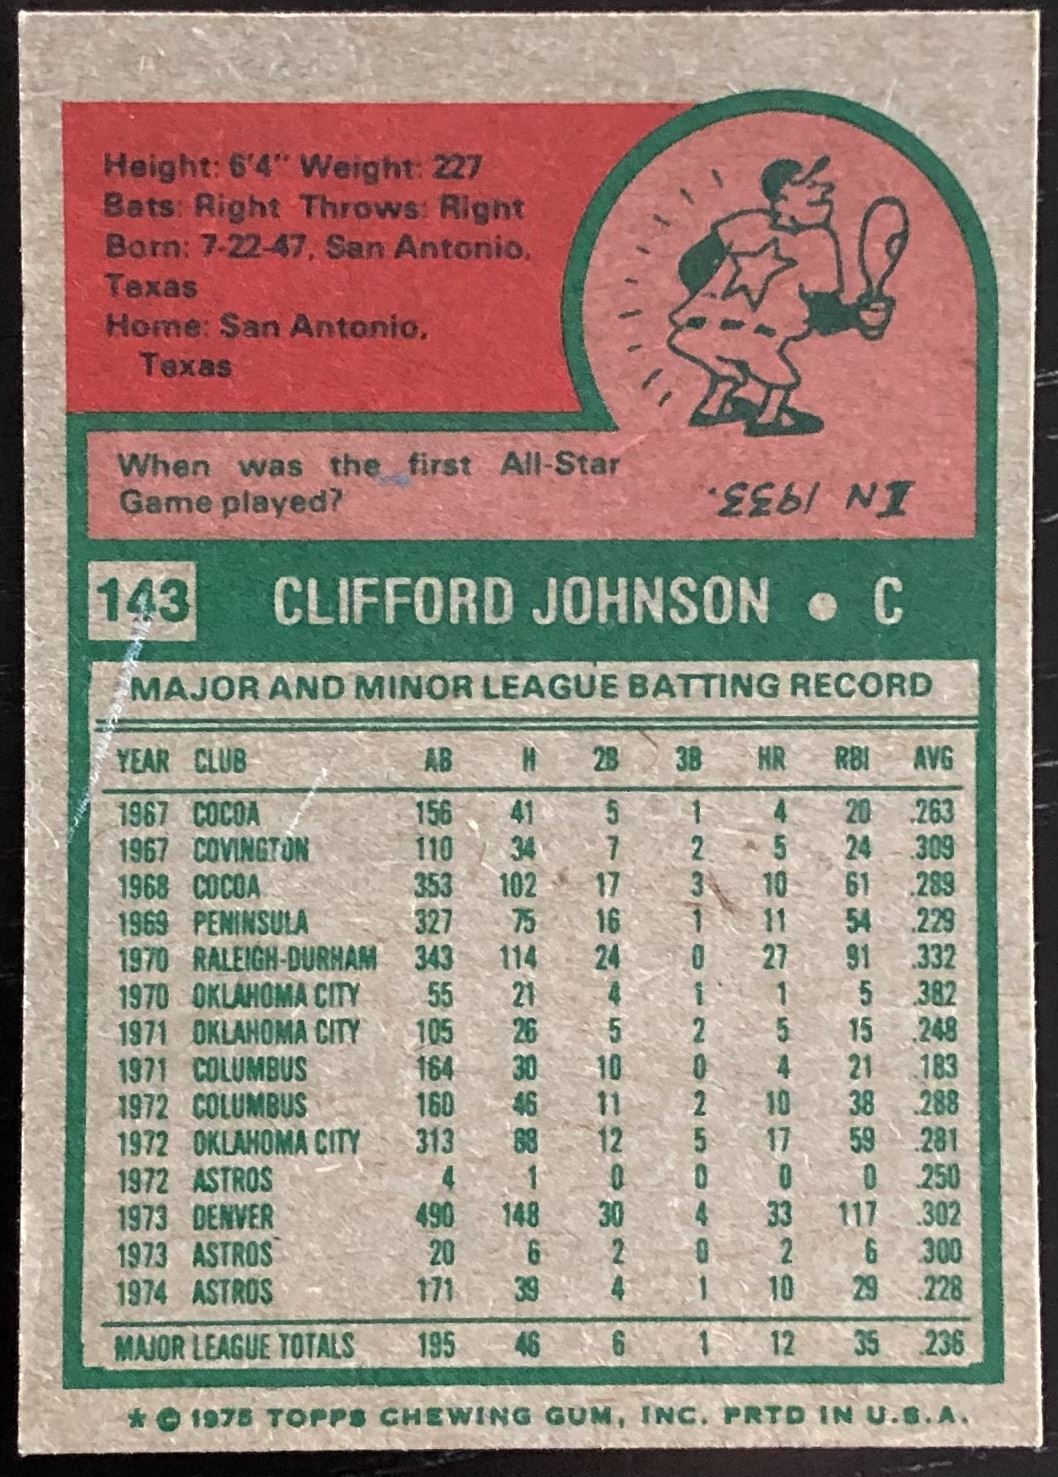 Height: 6'4" Weight: 227
Bats: Right Throws: Right
Born: 7-22-47, San Antonio,
Texas
Home: San Antonio,
Texas
When was the first All-Star
Game played?
IN 1933.
143 CLIFFORD JOHNSON • C
MAJOR AND MINOR LEAGUE BATTING RECORD
YEAR CLUB AB H 2B 3B HR RBI AVG
1967 COCOA 156 41 5 1 4 20 .263
1967 COVINGTON 110 34 7 2 5 24 .309
1968 COCOA 353 102 17 3 10 61 .289
1969 PENINSULA 327 75 16 1 11 54 .229
1970 RALEIGH-DURHAM 343 114 24 0 27 91 .332
1970 OKLAHOMA CITY 55 21 4 1 1 5 .382
1971 OKLAHOMA CITY 105 26 5 2 5 15 .248
1971 COLUMBUS 164 30 10 0 4 21 .183
1972 COLUMBUS 160 46 11 2 10 38 .288
1972 OKLAHOMA CITY 313 88 12 5 17 59 .281
1972 ASTROS 4 1 0 0 0 0 .250
1973 DENVER 490 148 30 4 33 117 .302
1973 ASTROS 20 6 2 0 2 6 .300
1974 ASTROS 171 39 4 1 10 29 .228
MAJOR LEAGUE TOTALS 195 46 6 1 12 35 .236
* © 1975 TOPPS CHEWING GUM, INC. PRTD IN U.S.A.